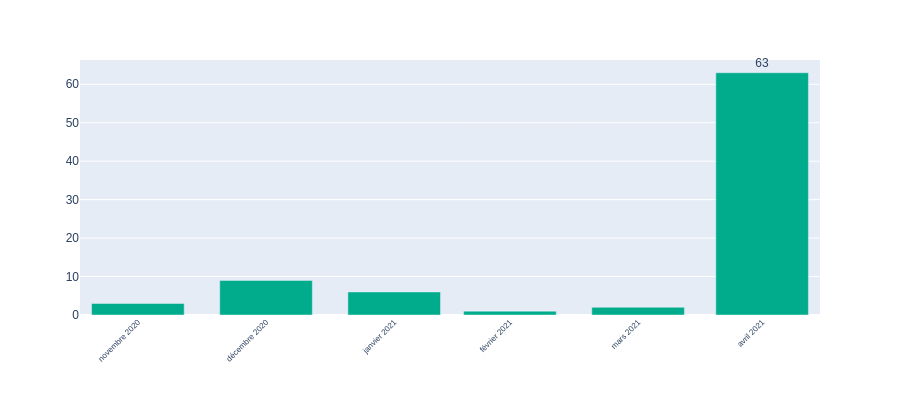 63
60
50
40
30
20
10
0
novembre 2020
décembre 2020
janvier 2021
février 2021
mars 2021
avril 2021